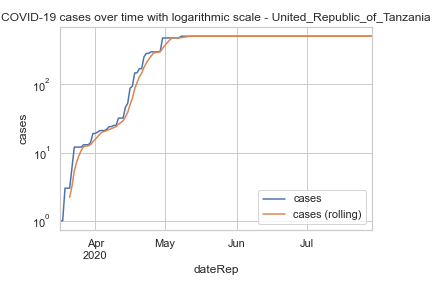 COVID-19 cases over time with logarithmic scale - United_Republic_of_Tanzania
cases
10²
10¹
10⁰
Apr
2020
May
Jun
Jul
dateRep
cases
cases (rolling)